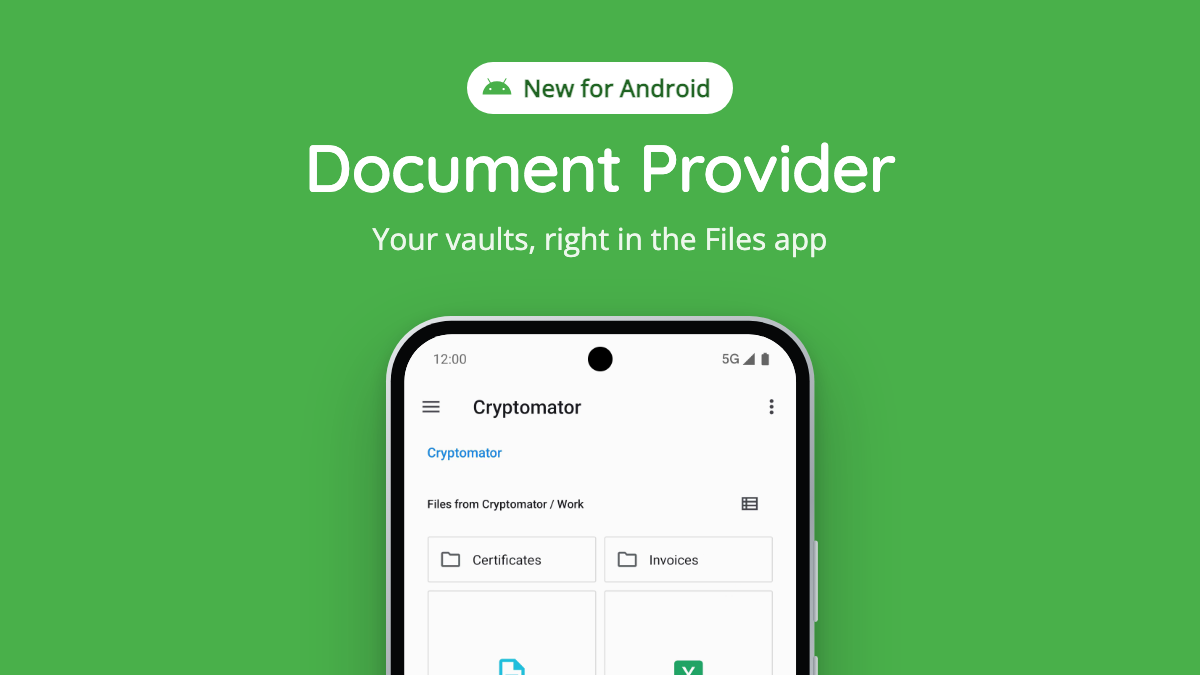 New for Android
Document Provider
Your vaults, right in the Files app
12:00 5G
Cryptomator
Cryptomator
Files from Cryptomator / Work
Certificates Invoices